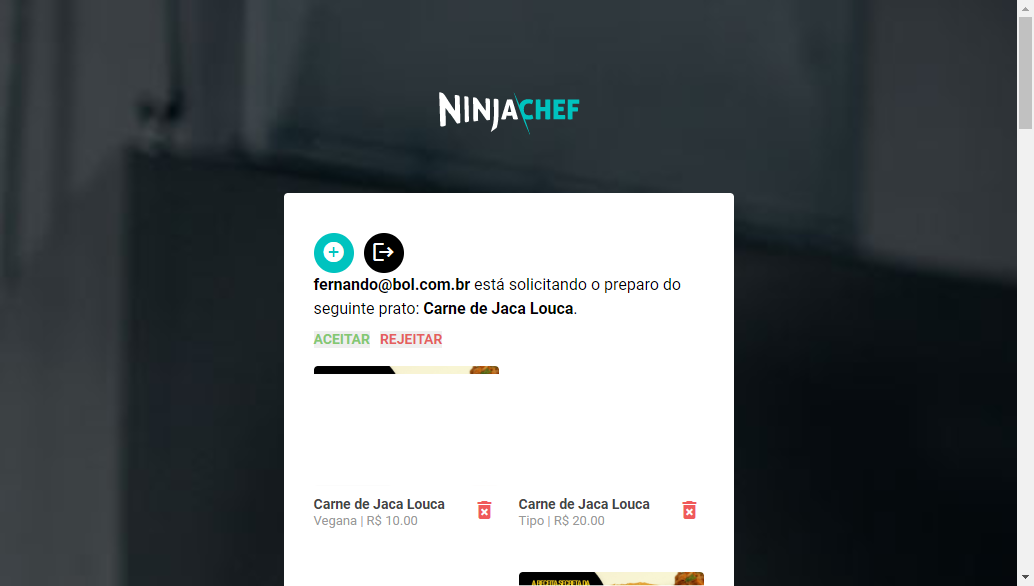 NINJACHEF
fernando@bol.com.br está solicitando o preparo do
seguinte prato: Carne de Jaca Louca.
ACEITAR REJEITAR
Carne de Jaca Louca
Vegana | R$ 10.00
Carne de Jaca Louca
Tipo | R$ 20.00
A RECEITA SECRETA DA